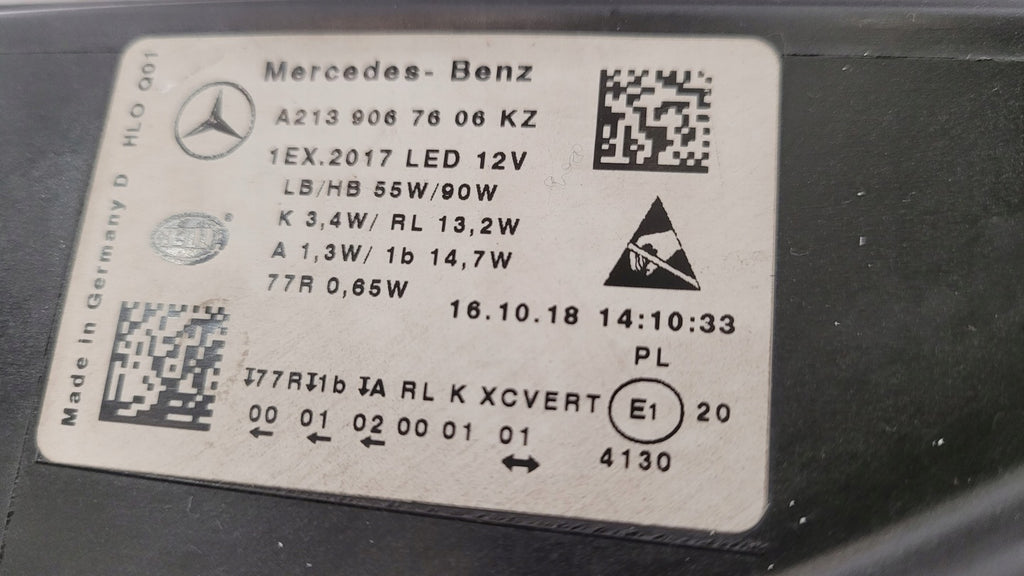 Mercedes- Benz
A213 906 76 06 KZ
1EX.2017 LED 12V
LB/HB 55W/90W
K 3,4W/ RL 13,2W
A 1,3W/ 1b 14,7W
77R 0,65W
16.10.18 14:10:33
PL
77R 1b A RL K XCVERT E1 20
00 01 02 00 01 01 4130
Made in Germany D HLO Q01